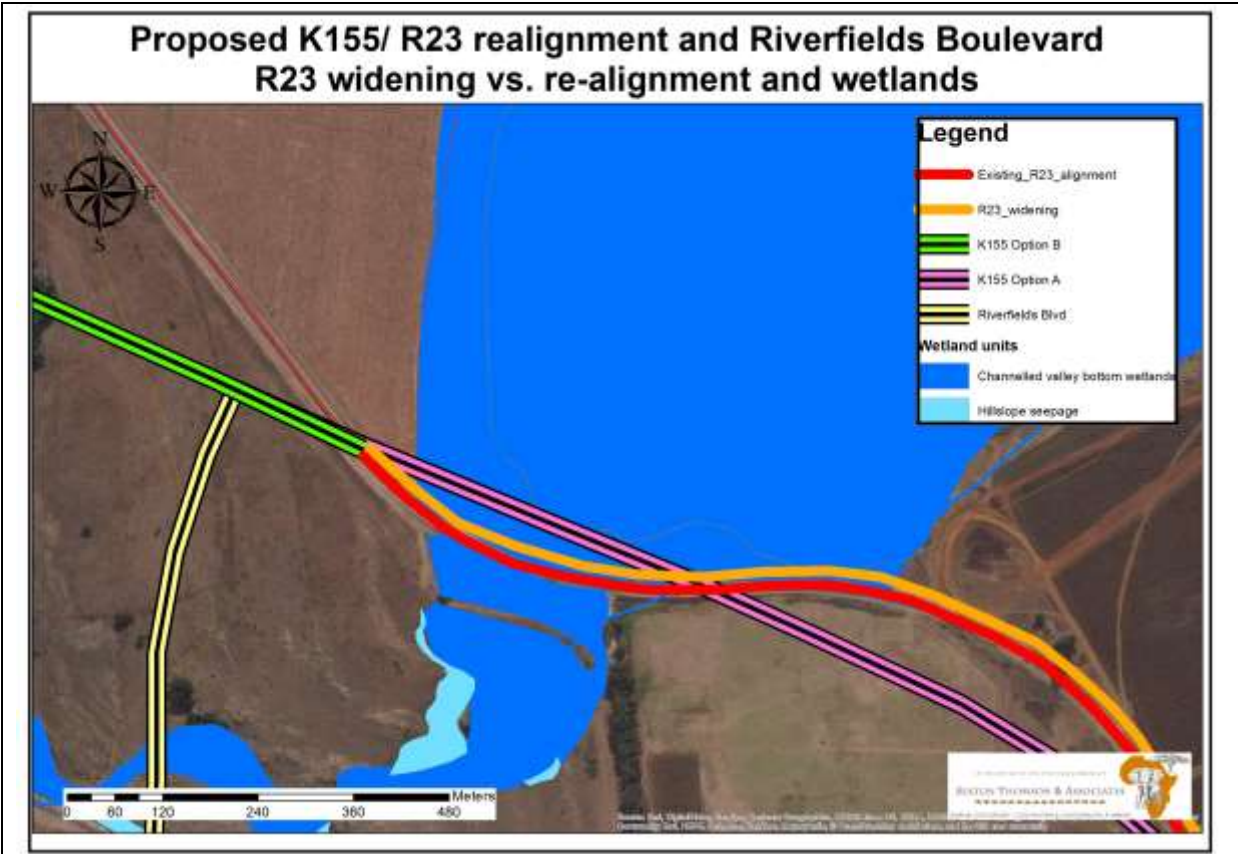 Proposed K155/ R23 realignment and Riverfields Boulevard
R23 widening vs. re-alignment and wetlands
N
W E
S
Legend
Existing_R23_alignment
R23_widening
K155 Option B
K155 Option A
Riverfields Blvd
Wetland units
Channelled valley bottom wetlands
Hillslope seepage
Meters
0 60 120 240 360 480